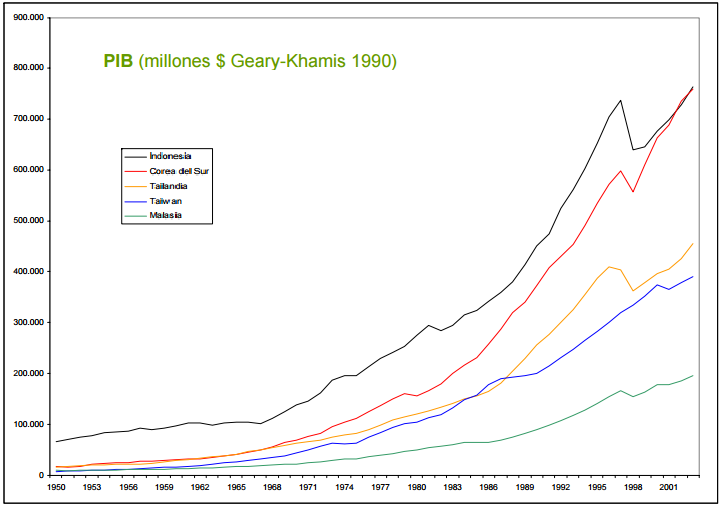 900.000
PIB (millones $ Geary-Khamis 1990)
800.000
700.000
Indonesia
Corea del Sur
Tailandia
Taiwan
Malasia
600.000
500.000
400.000
300.000
200.000
100.000
0
1950 1953 1956 1959 1962 1965 1968 1971 1974 1977 1980 1983 1986 1989 1992 1995 1998 2001